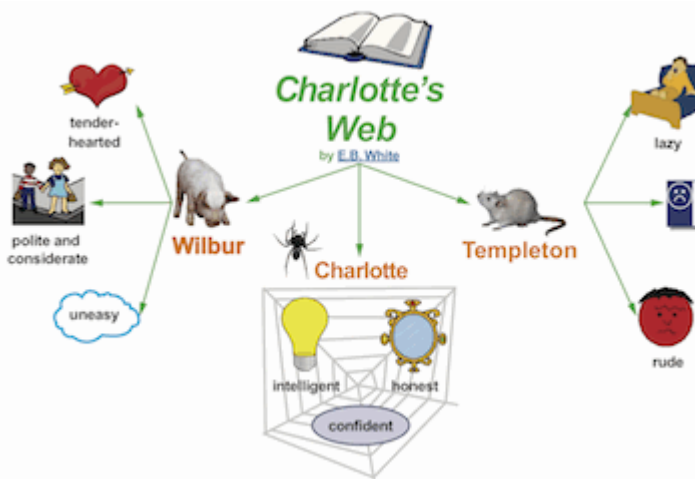 Charlotte's
Web
by E.B. White
tender-
hearted
polite and
considerate
uneasy
Wilbur
Charlotte
intelligent
honest
confident
Templeton
lazy
rude